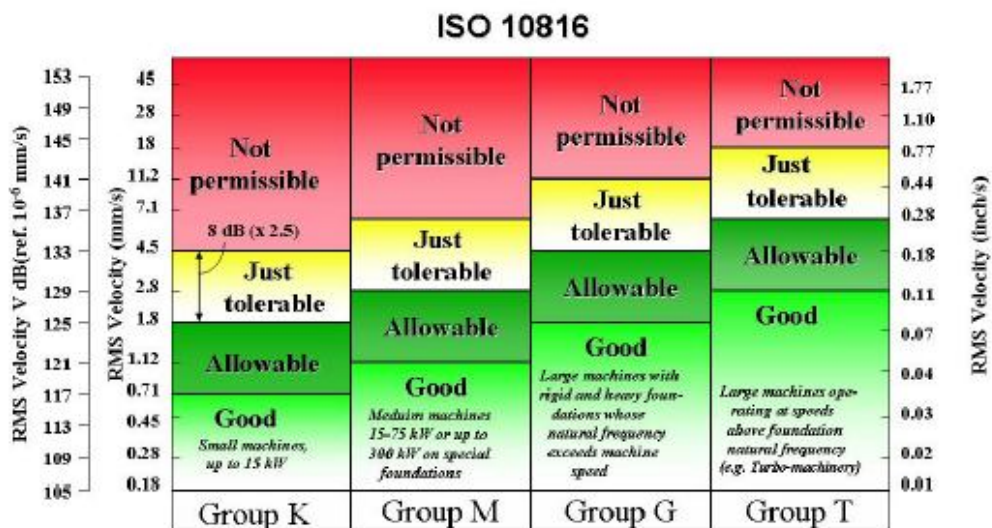 ISO 10816
RMS Velocity V dB(ref. 10⁻⁶ mm/s)
153
149
145
141
137
133
129
125
121
117
113
109
105
RMS Velocity (mm/s)
45
28
18
11.2
7.1
4.5
2.8
1.8
1.12
0.71
0.45
0.28
0.18
Not
permissible
8 dB (x 2.5)
Just
tolerable
Allowable
Good
Small machines,
up to 15 kW
Group K
Not
permissible
Just
tolerable
Allowable
Good
Meduim machines
15-75 kW or up to
300 kW on special
foundations
Group M
Not
permissible
Just
tolerable
Allowable
Good
Large machines with
rigid and heavy foun-
dations whose
natural frequency
exceeds machine
speed
Group G
Not
permissible
Just
tolerable
Allowable
Good
Large machines ope-
rating at speeds
above foundation
natural frequency
(e.g. Turbo-machinery)
Group T
1.77
1.10
0.77
0.44
0.28
0.18
0.11
0.07
0.04
0.03
0.02
0.01
RMS Velocity (inch/s)